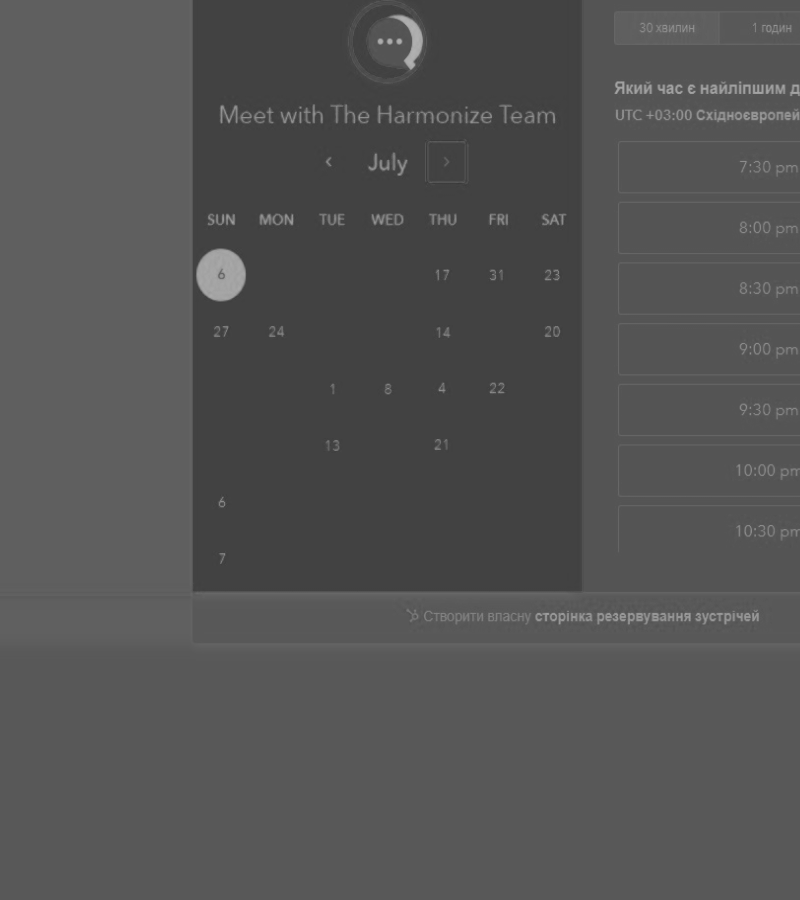 Meet with The Harmonize Team
July
SUN MON TUE WED THU FRI SAT
6 17 31 23
27 24 14 20
1 8 4 22
13 21
6
7
30 хвилин 1 годин
Який час є найліпшим д
UTC +03:00 Східноєвропей
7:30 pm
8:00 pm
8:30 pm
9:00 pm
9:30 pm
10:00 pm
10:30 pm
Створити власну сторінка резервування зустрічей